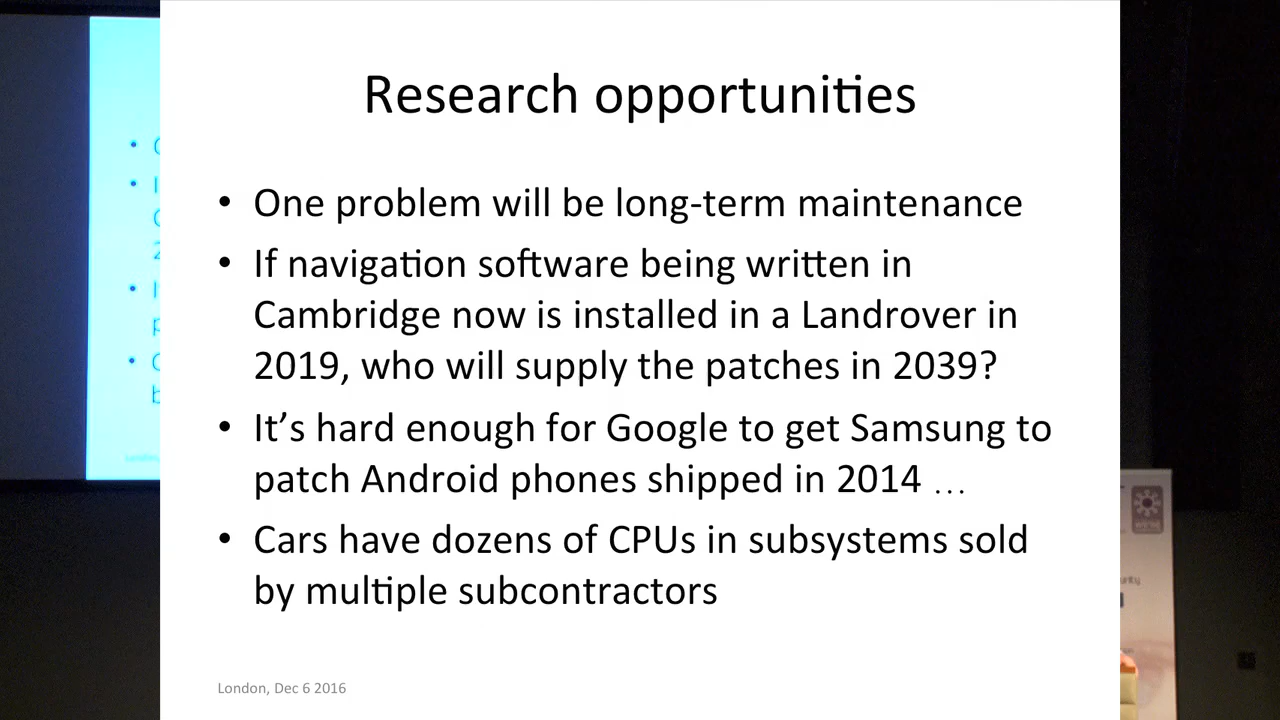 Research opportunities
• One problem will be long-term maintenance
• If navigation software being written in
Cambridge now is installed in a Landrover in
2019, who will supply the patches in 2039?
• It's hard enough for Google to get Samsung to
patch Android phones shipped in 2014 ...
• Cars have dozens of CPUs in subsystems sold
by multiple subcontractors
London, Dec 6 2016